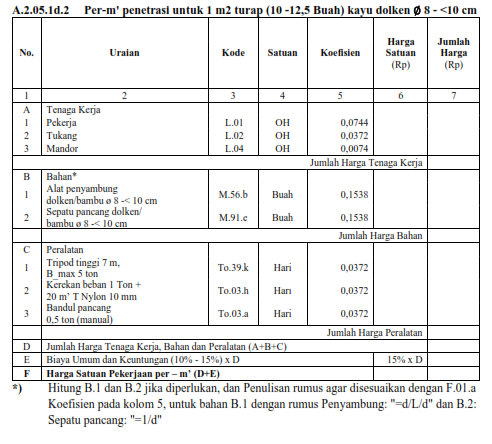 A.2.05.1d.2 Per-m' penetrasi untuk 1 m2 turap (10 -12,5 Buah) kayu dolken ø 8 - <10 cm
No. Uraian Kode Satuan Koefisien Harga Satuan (Rp) Jumlah Harga (Rp)
1 2 3 4 5 6 7
A Tenaga Kerja
1 Pekerja L.01 OH 0,0744
2 Tukang L.02 OH 0,0372
3 Mandor L.04 OH 0,0074
Jumlah Harga Tenaga Kerja
B Bahan*
1 Alat penyambung dolken/bambu ø 8 -< 10 cm M.56.b Buah 0,1538
2 Sepatu pancang dolken/ bambu ø 8 -< 10 cm M.91.e Buah 0,1538
Jumlah Harga Bahan
C Peralatan
1 Tripod tinggi 7 m, B_max 5 ton To.39.k Hari 0,0372
2 Kerekan beban 1 Ton + 20 m' T Nylon 10 mm To.03.h Hari 0,0372
3 Bandul pancang 0,5 ton (manual) To.03.a Hari 0,0372
Jumlah Harga Peralatan
D Jumlah Harga Tenaga Kerja, Bahan dan Peralatan (A+B+C)
E Biaya Umum dan Keuntungan (10% - 15%) x D 15% x D
F Harga Satuan Pekerjaan per – m' (D+E)
*) Hitung B.1 dan B.2 jika diperlukan, dan Penulisan rumus agar disesuaikan dengan F.01.a
Koefisien pada kolom 5, untuk bahan B.1 dengan rumus Penyambung: "=d/L/d" dan B.2:
Sepatu pancang: "=1/d"